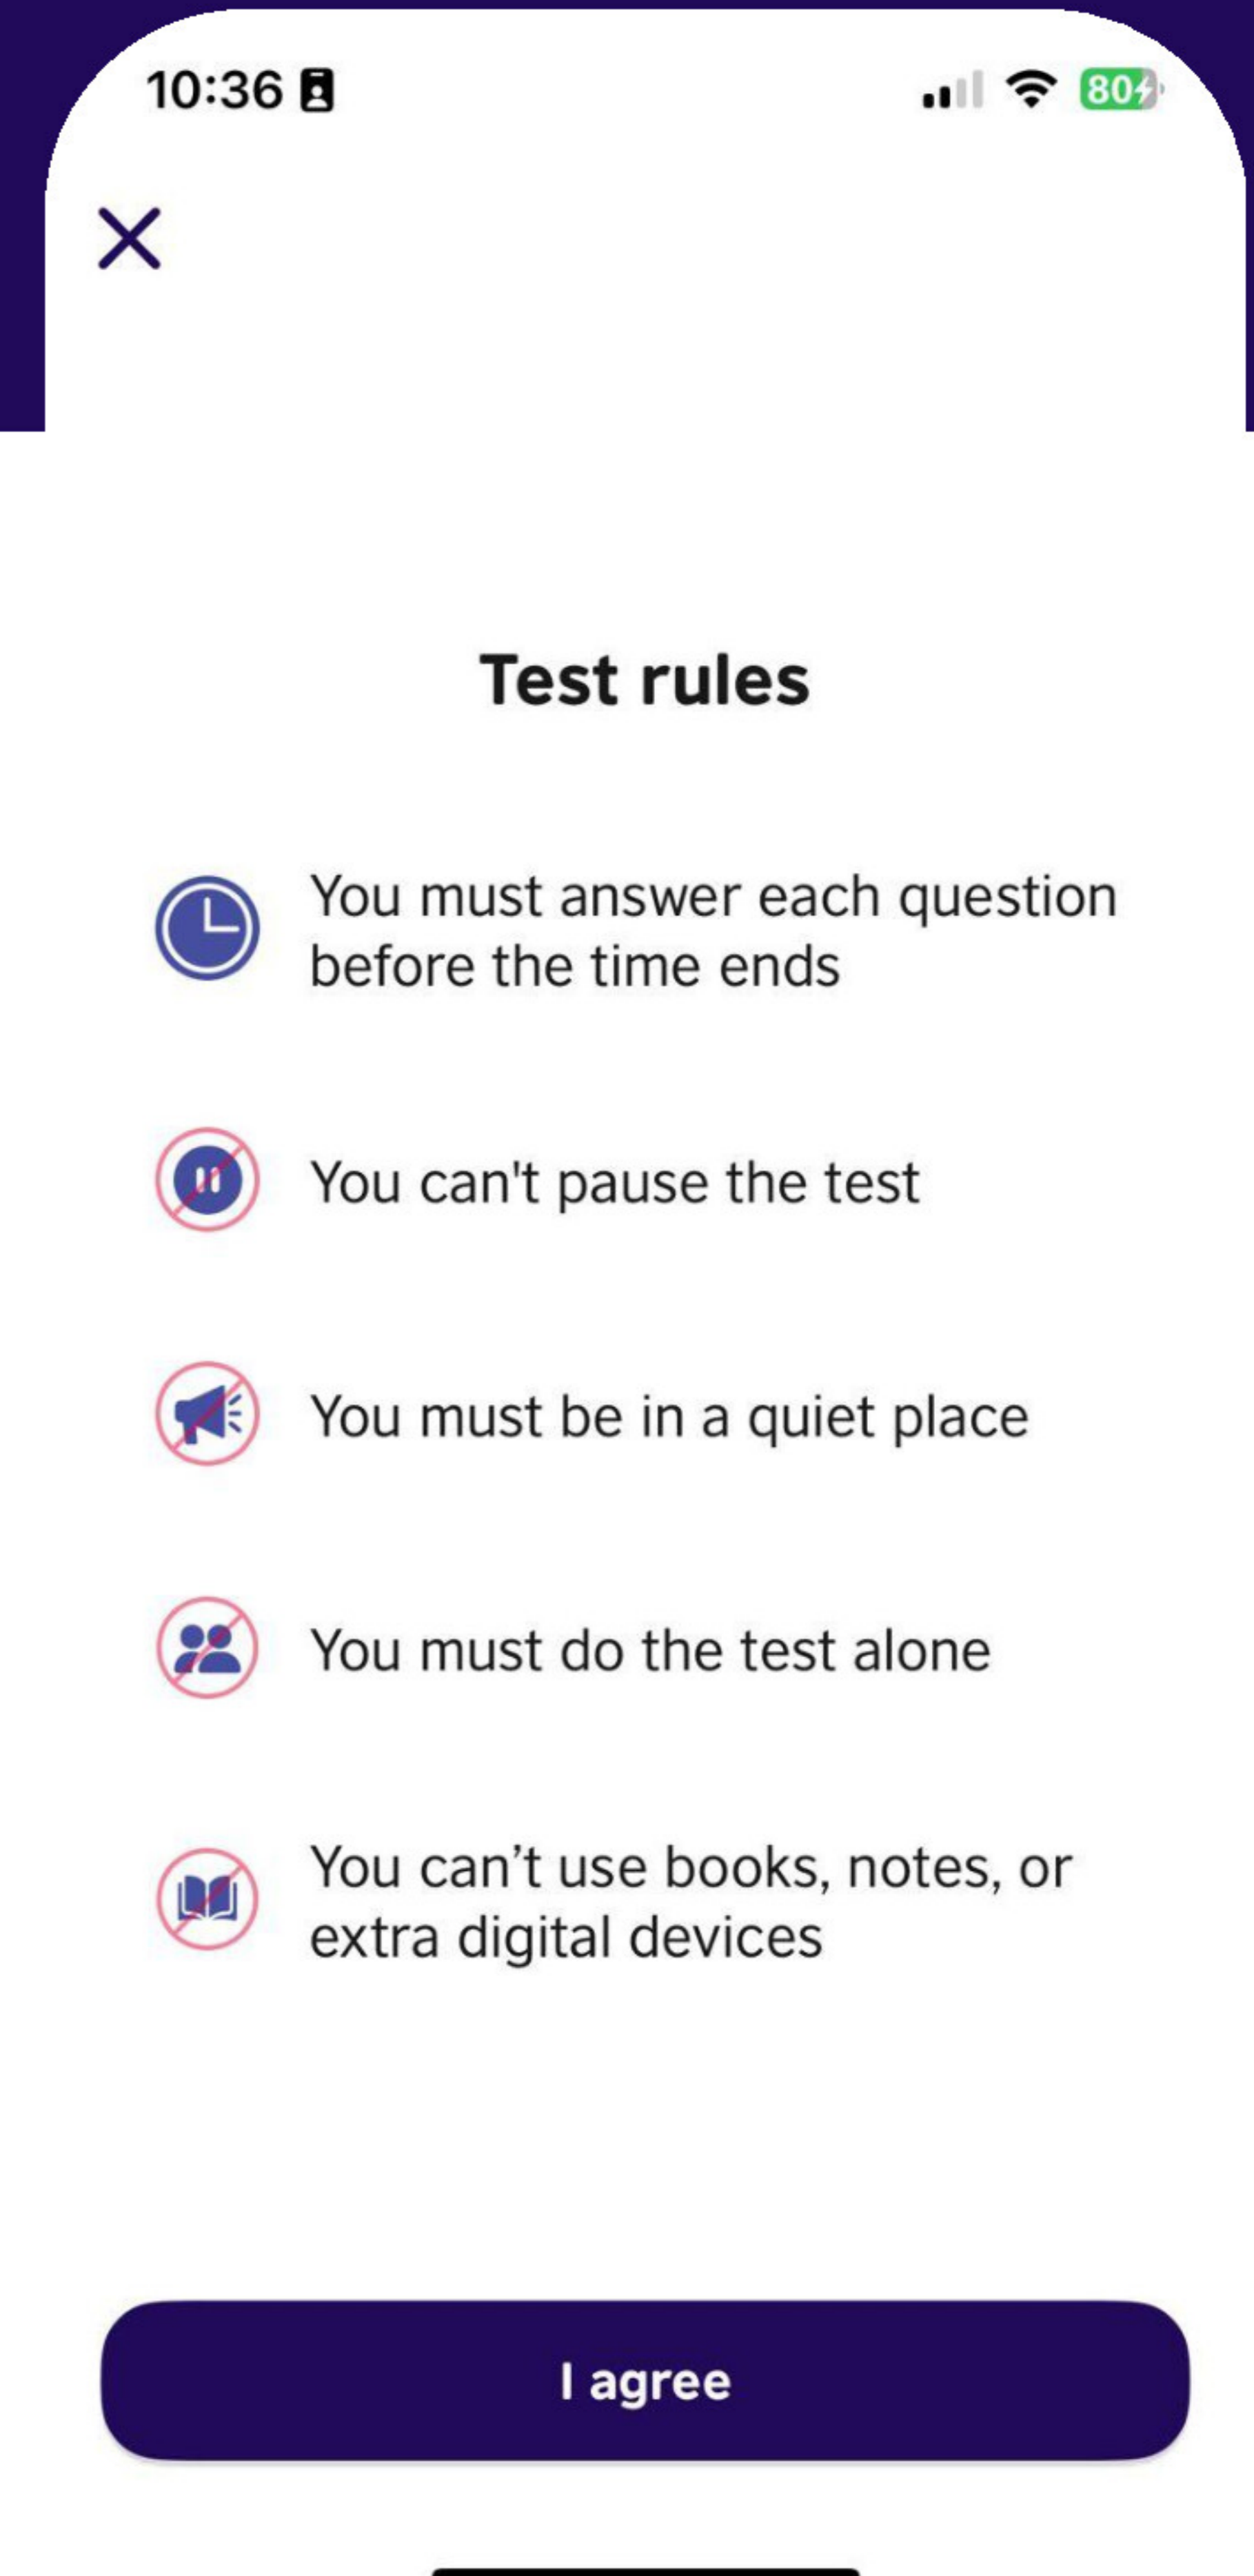 10:36
80
Test rules
You must answer each question
before the time ends
You can't pause the test
You must be in a quiet place
You must do the test alone
You can’t use books, notes, or
extra digital devices
I agree